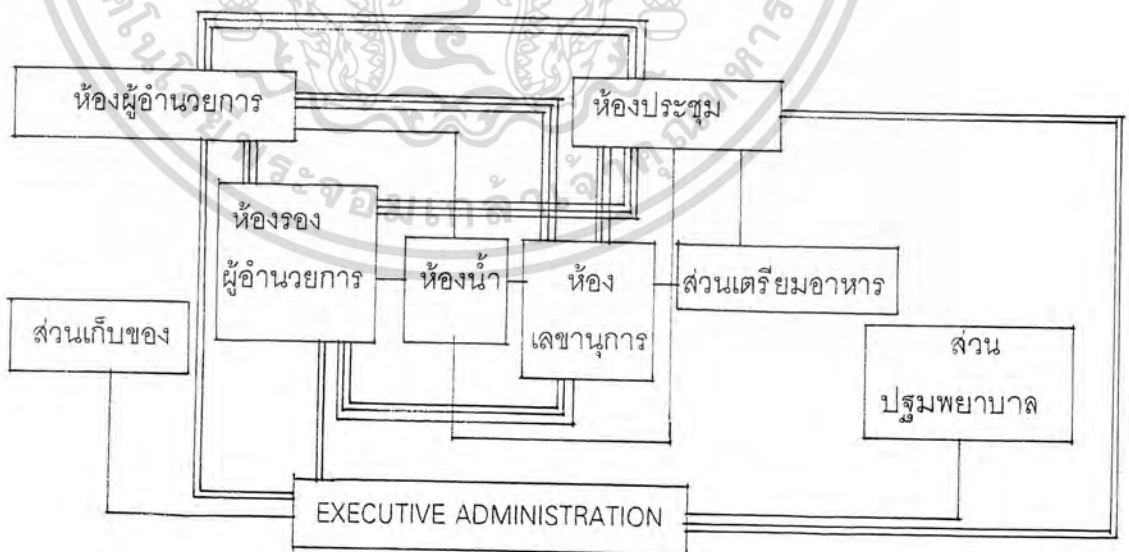 ห้องผู้อำนวยการ
ห้องประชุม
ห้องรอง
ผู้อำนวยการ
ห้องน้ำ
ห้อง
เลขานุการ
ส่วนเตรียมอาหาร
ส่วนเก็บของ
ส่วน
ปฐมพยาบาล
EXECUTIVE ADMINISTRATION